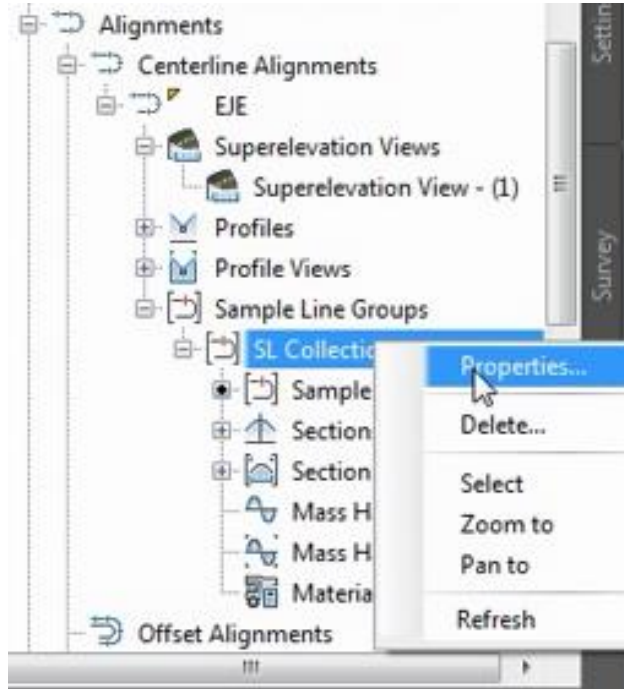 Alignments
Centerline Alignments
EJE
Superelevation Views
Superelevation View - (1)
Profiles
Profile Views
Sample Line Groups
SL Collectio
Sample
Section
Section
Mass H
Mass H
Materia
Offset Alignments
Properties...
Delete...
Select
Zoom to
Pan to
Refresh
Settin
Survey